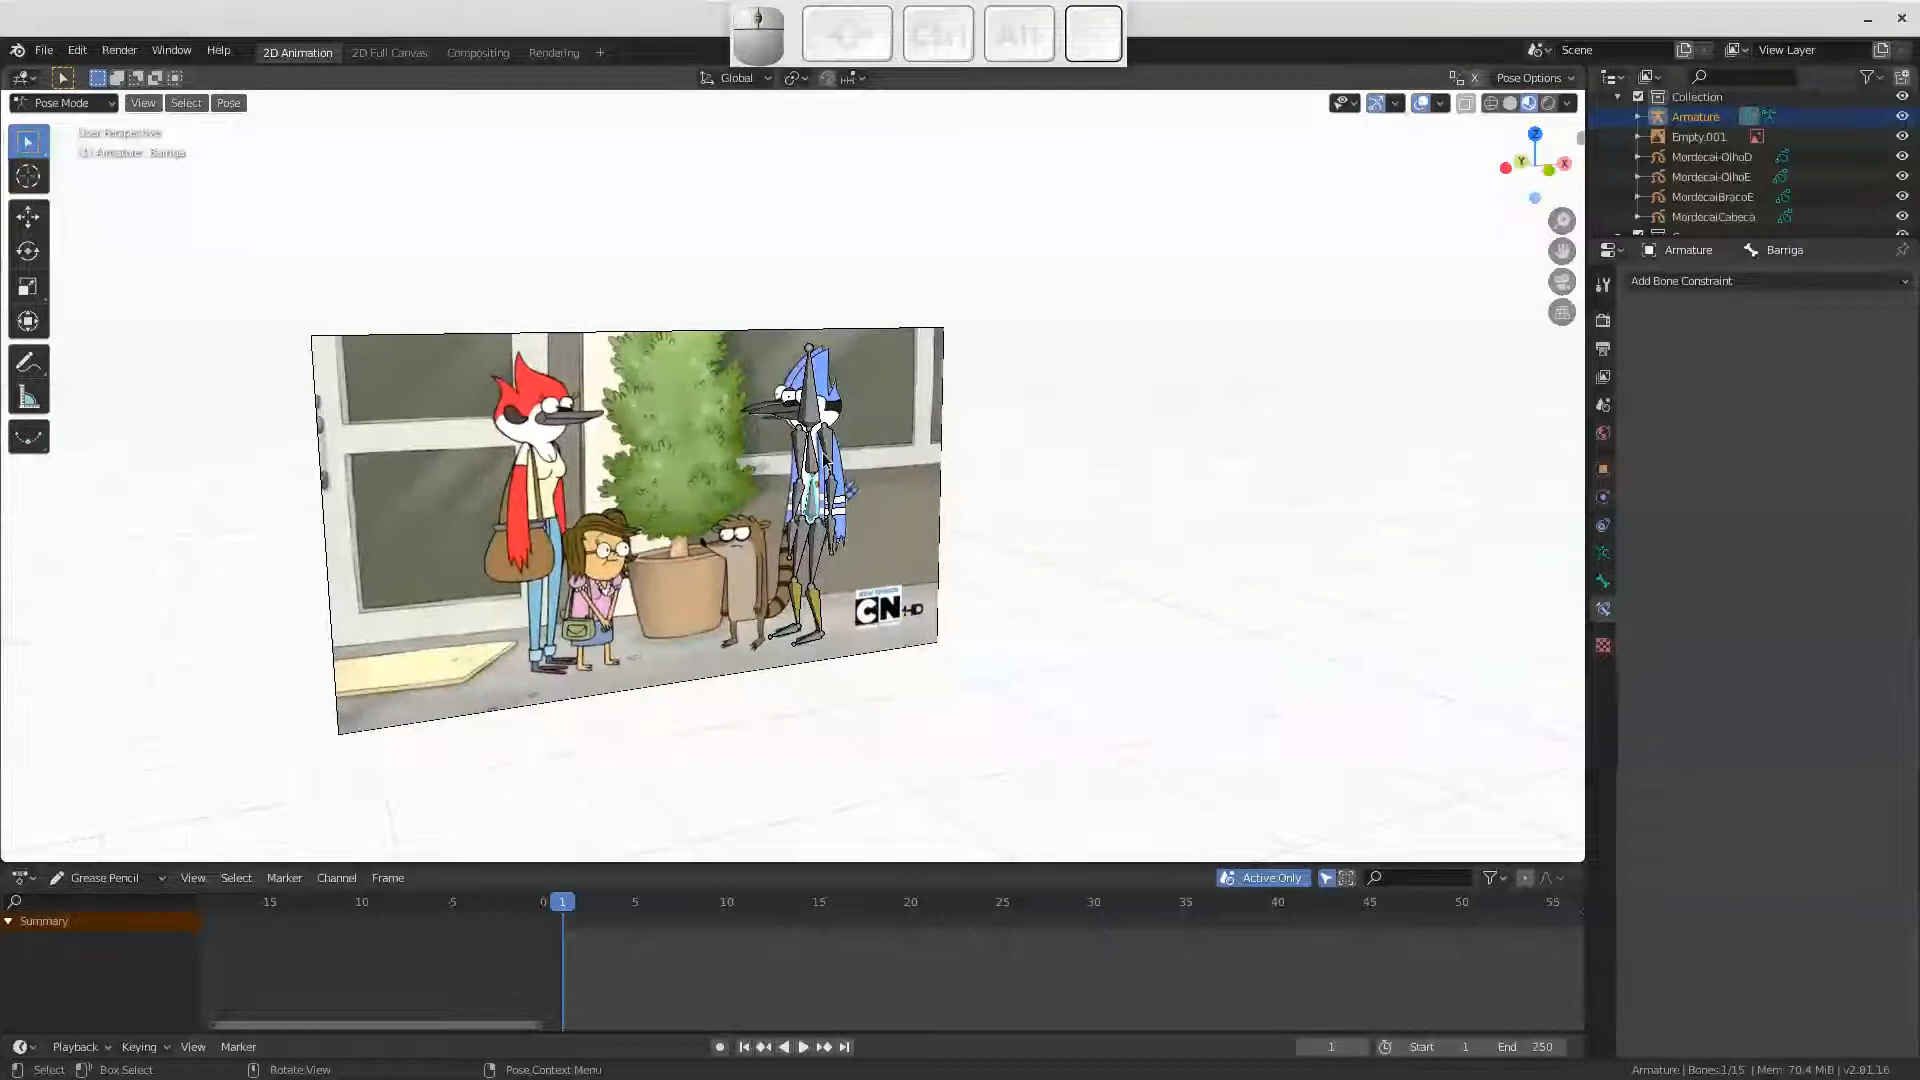 Ctrl Alt
File Edit Render Window Help 2D Animation 2D Full Canvas Compositing Rendering + Scene View Layer
Global Pose Options
Pose Mode View Select Pose
User Perspective
(1) Armature : Barriga
Z
Y X
Collection
Armature
Empty.001
Mordecai-OlhoD
Mordecai-OlhoE
MordecaiBracoE
MordecaiCabeca
Armature Barriga
Add Bone Constraint
CN HD
Grease Pencil View Select Marker Channel Frame Active Only
-15 10 -5 0 1 5 10 15 20 25 30 35 40 45 50 55
Summary
Playback Keying View Marker 1 Start 1 End 250
Select Box Select Rotate View Pose Context Menu Armature | Bones:1/15 | Mem: 70.4 MiB | v2.81.16